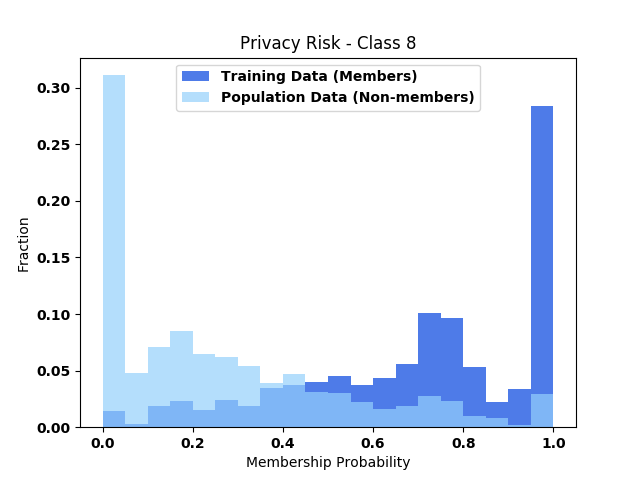 Privacy Risk - Class 8
Training Data (Members)
Population Data (Non-members)
Fraction
0.30
0.25
0.20
0.15
0.10
0.05
0.00
0.0 0.2 0.4 0.6 0.8 1.0
Membership Probability